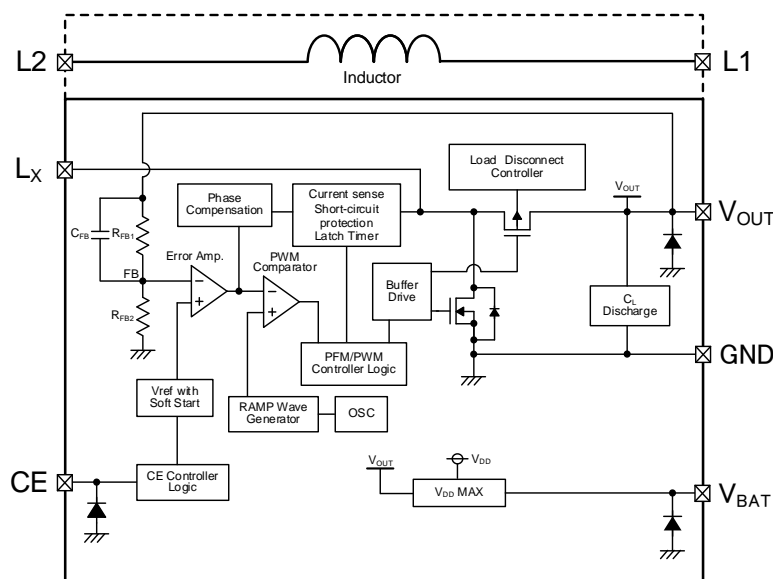 L2
L1
Inductor
LX
Load Disconnect
Controller
VOUT
VOUT
Phase
Compensation
Current sense
Short-circuit
protection
Latch Timer
CFB
RFB1
Error Amp.
PWM
Comparator
FB
Buffer
Drive
CL
Discharge
RFB2
PFM/PWM
Controller Logic
GND
Vref with
Soft Start
RAMP Wave
Generator
OSC
CE
CE Controller
Logic
VOUT
VDD
VDD MAX
VBAT